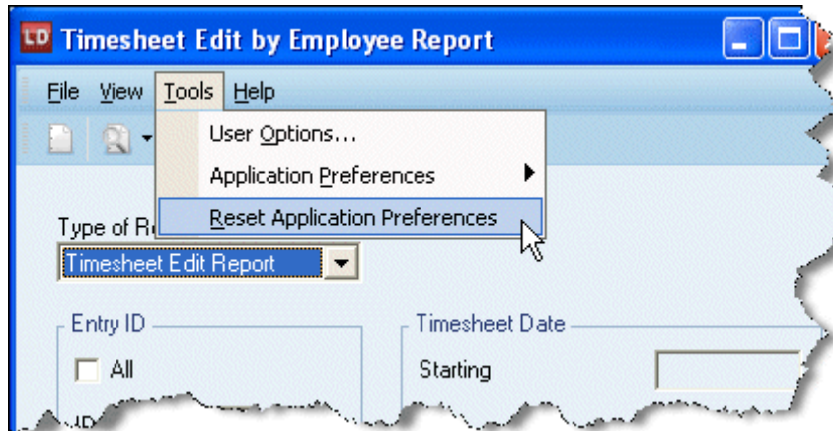 LD Timesheet Edit by Employee Report
File View Tools Help
User Options...
Application Preferences
Reset Application Preferences
Type of R
Timesheet Edit Report
Entry ID
Timesheet Date
All
Starting